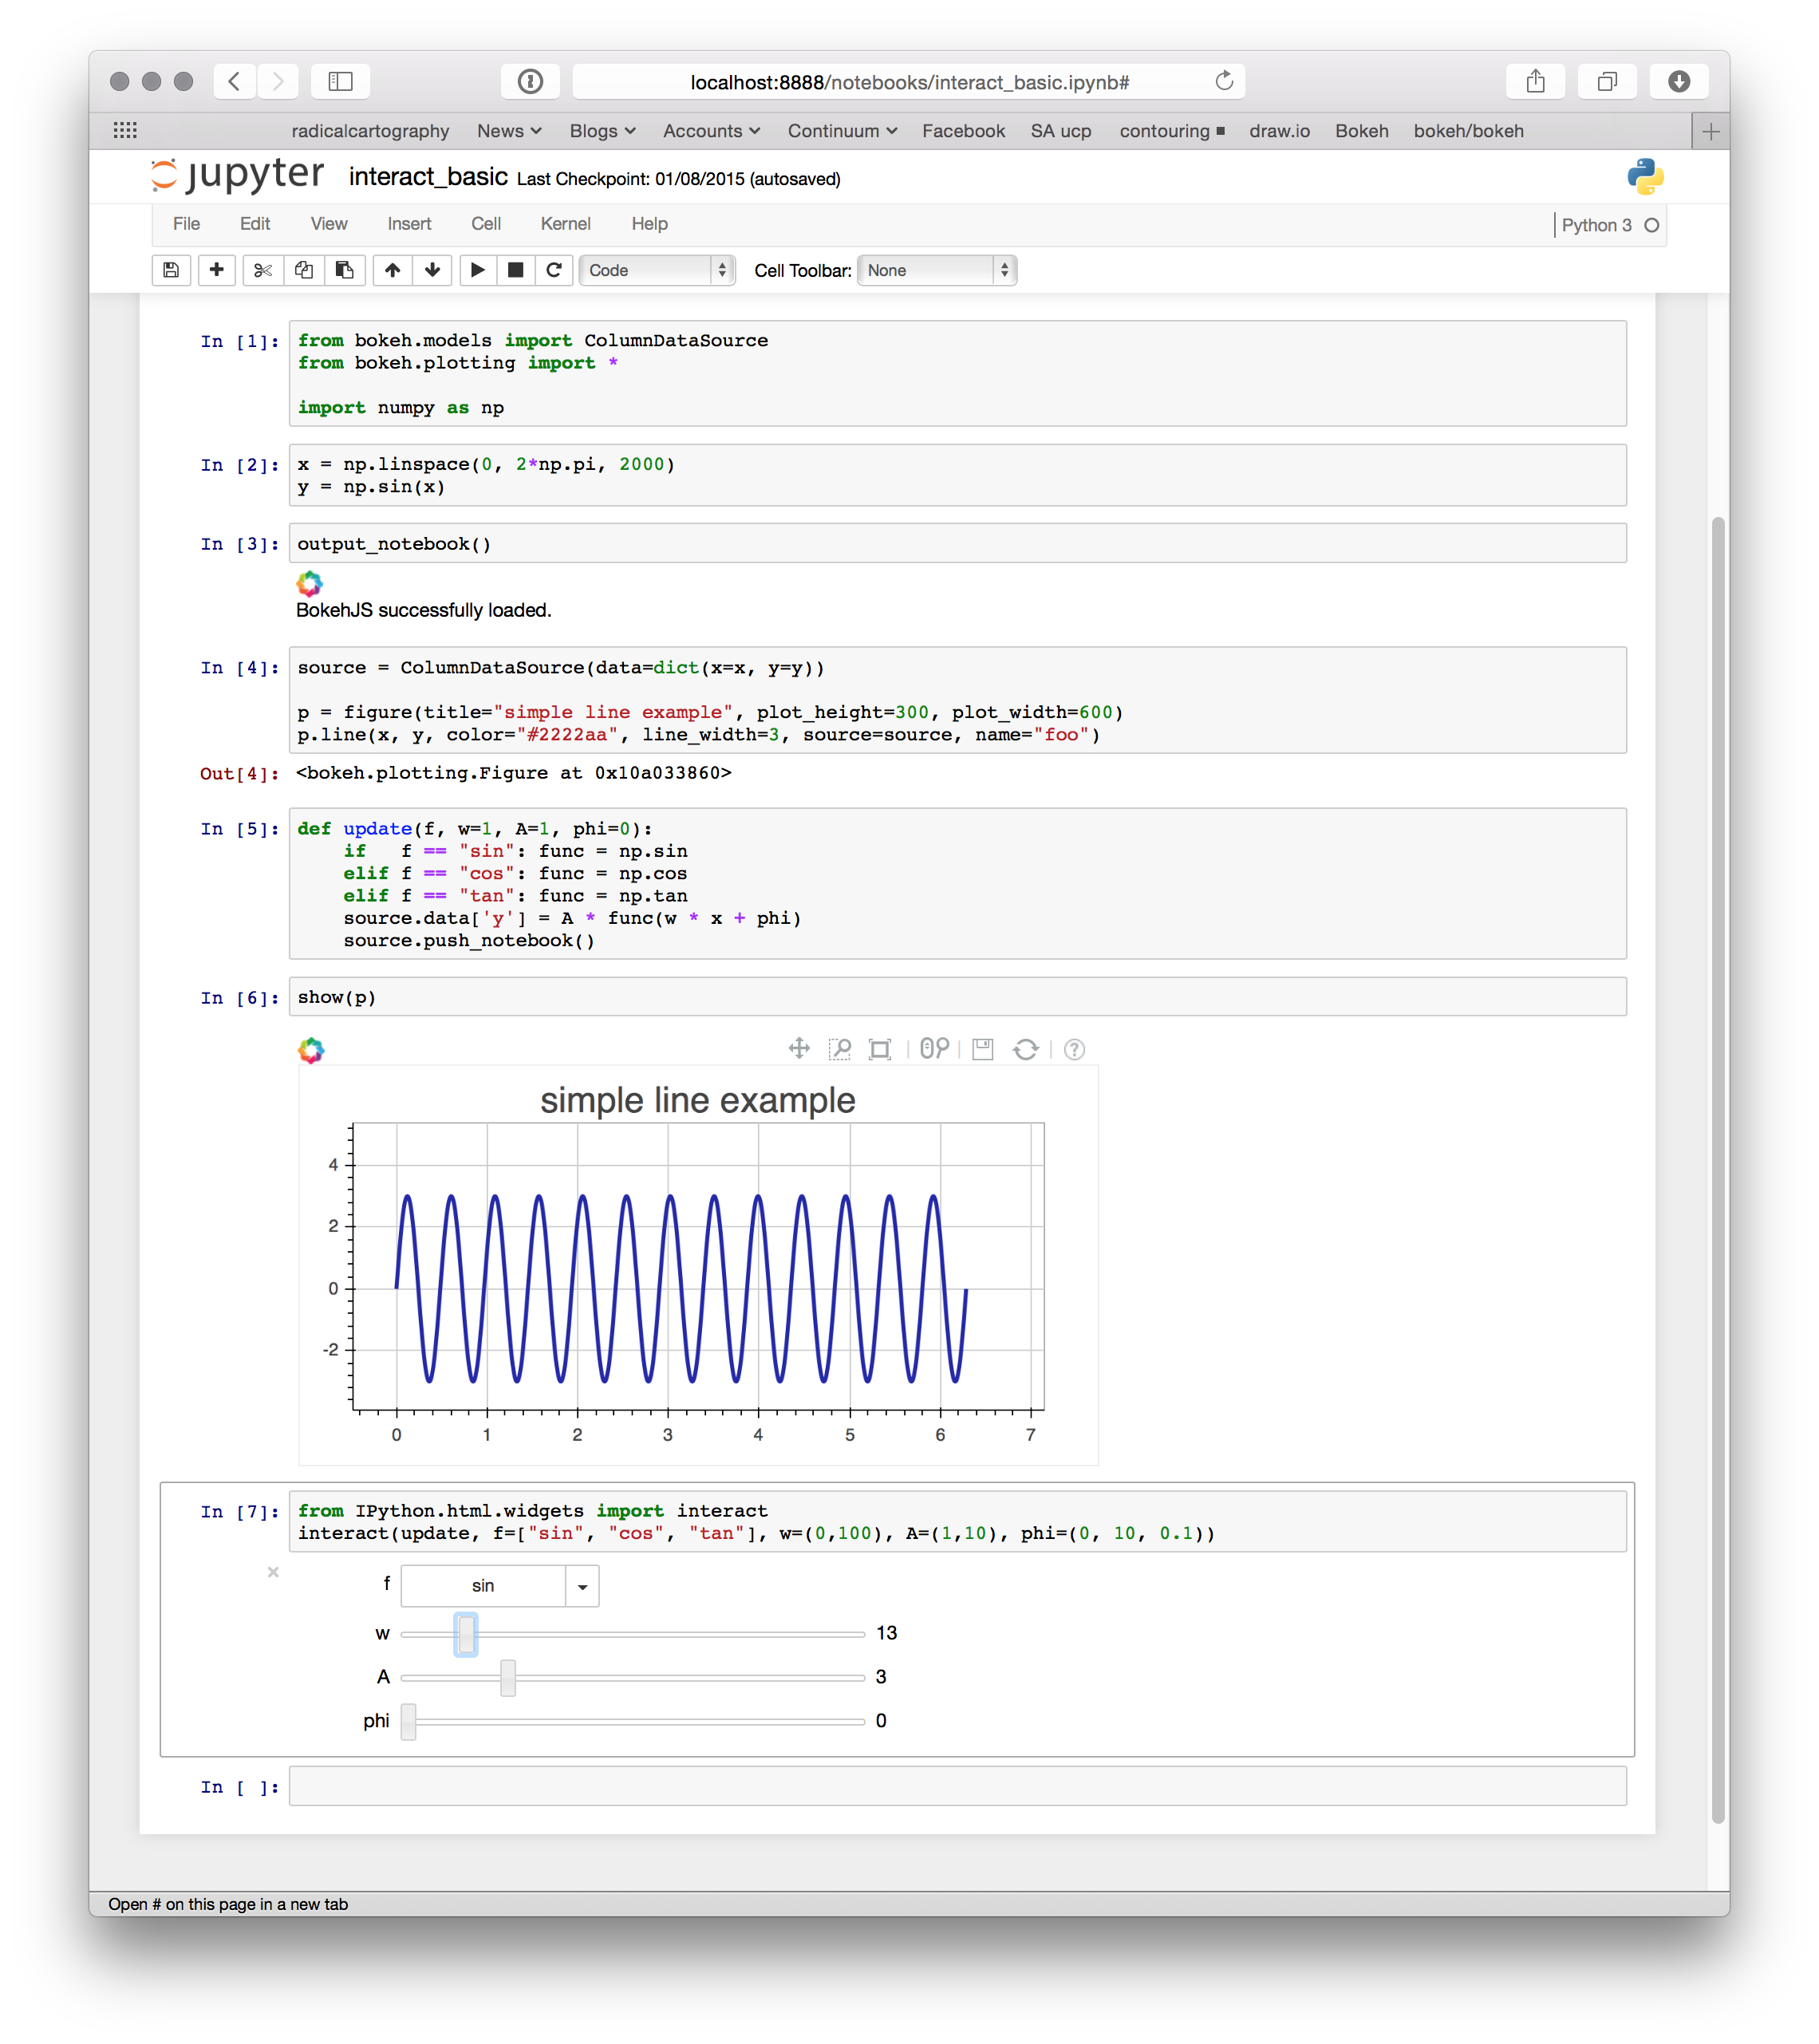 localhost:8888/notebooks/interact_basic.ipynb#
radicalcartography News Blogs Accounts Continuum Facebook SA ucp contouring draw.io Bokeh bokeh/bokeh
jupyter interact_basic Last Checkpoint: 01/08/2015 (autosaved)
File Edit View Insert Cell Kernel Help Python 3
Code Cell Toolbar: None
In [1]: from bokeh.models import ColumnDataSource
from bokeh.plotting import *
import numpy as np
In [2]: x = np.linspace(0, 2*np.pi, 2000)
y = np.sin(x)
In [3]: output_notebook()
BokehJS successfully loaded.
In [4]: source = ColumnDataSource(data=dict(x=x, y=y))
p = figure(title="simple line example", plot_height=300, plot_width=600)
p.line(x, y, color="#2222aa", line_width=3, source=source, name="foo")
Out[4]: <bokeh.plotting.Figure at 0x10a033860>
In [5]: def update(f, w=1, A=1, phi=0):
    if   f == "sin": func = np.sin
    elif f == "cos": func = np.cos
    elif f == "tan": func = np.tan
    source.data['y'] = A * func(w * x + phi)
    source.push_notebook()
In [6]: show(p)
simple line example
4
2
0
-2
0 1 2 3 4 5 6 7
In [7]: from IPython.html.widgets import interact
interact(update, f=["sin", "cos", "tan"], w=(0,100), A=(1,10), phi=(0, 10, 0.1))
f sin
w 13
A 3
phi 0
In [ ]:
Open # on this page in a new tab